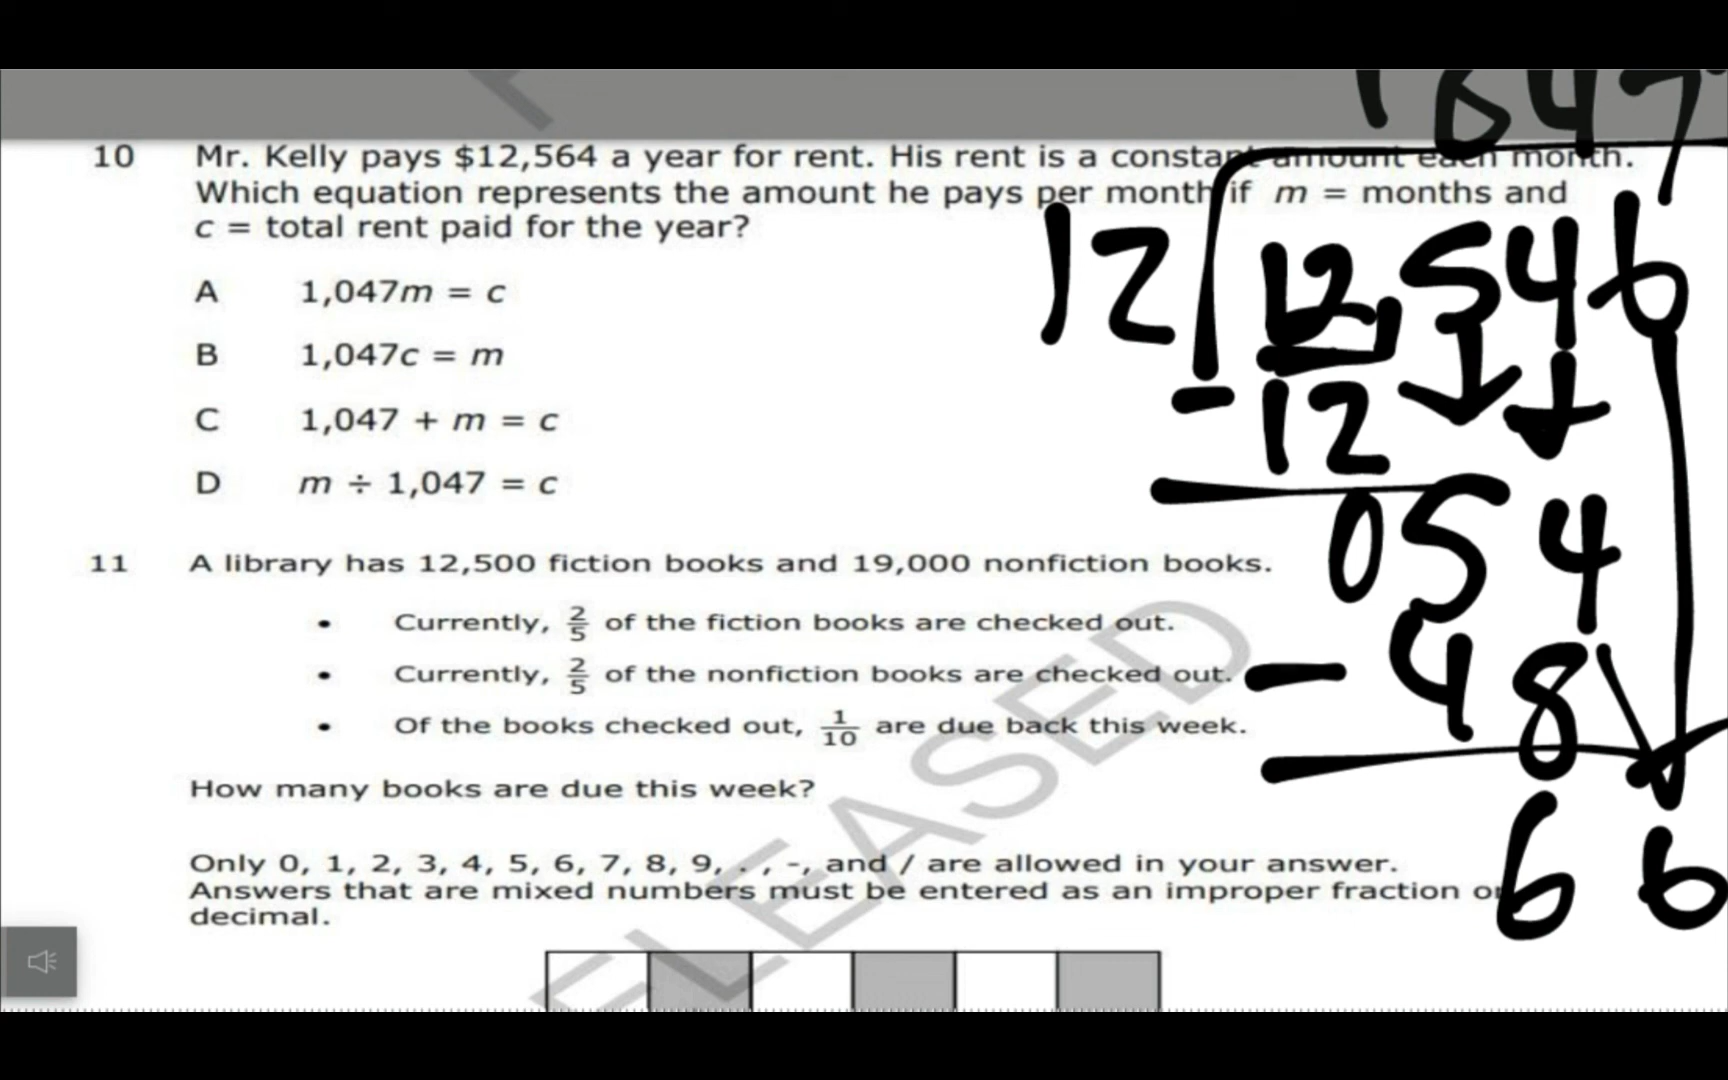 1047
10 Mr. Kelly pays $12,564 a year for rent. His rent is a constant amount each month.
Which equation represents the amount he pays per month if m = months and
c = total rent paid for the year?
A 1,047m = c
B 1,047c = m
C 1,047 + m = c
D m ÷ 1,047 = c
12 12,546
- 12
054
- 48
66
11 A library has 12,500 fiction books and 19,000 nonfiction books.
• Currently, 2/5 of the fiction books are checked out.
• Currently, 2/5 of the nonfiction books are checked out.
• Of the books checked out, 1/10 are due back this week.
How many books are due this week?
Only 0, 1, 2, 3, 4, 5, 6, 7, 8, 9, . , -, and / are allowed in your answer.
Answers that are mixed numbers must be entered as an improper fraction or
decimal.
RELEASED